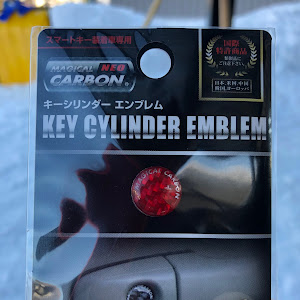 スマートキー装着車専用
MAGICAL NEO
CARBON
キーシリンダー エンブレム
KEY CYLINDER EMBLEM
国際
特許商品
日本,米国,中国
韓国,ヨーロッパ
MAGICAL CARBON